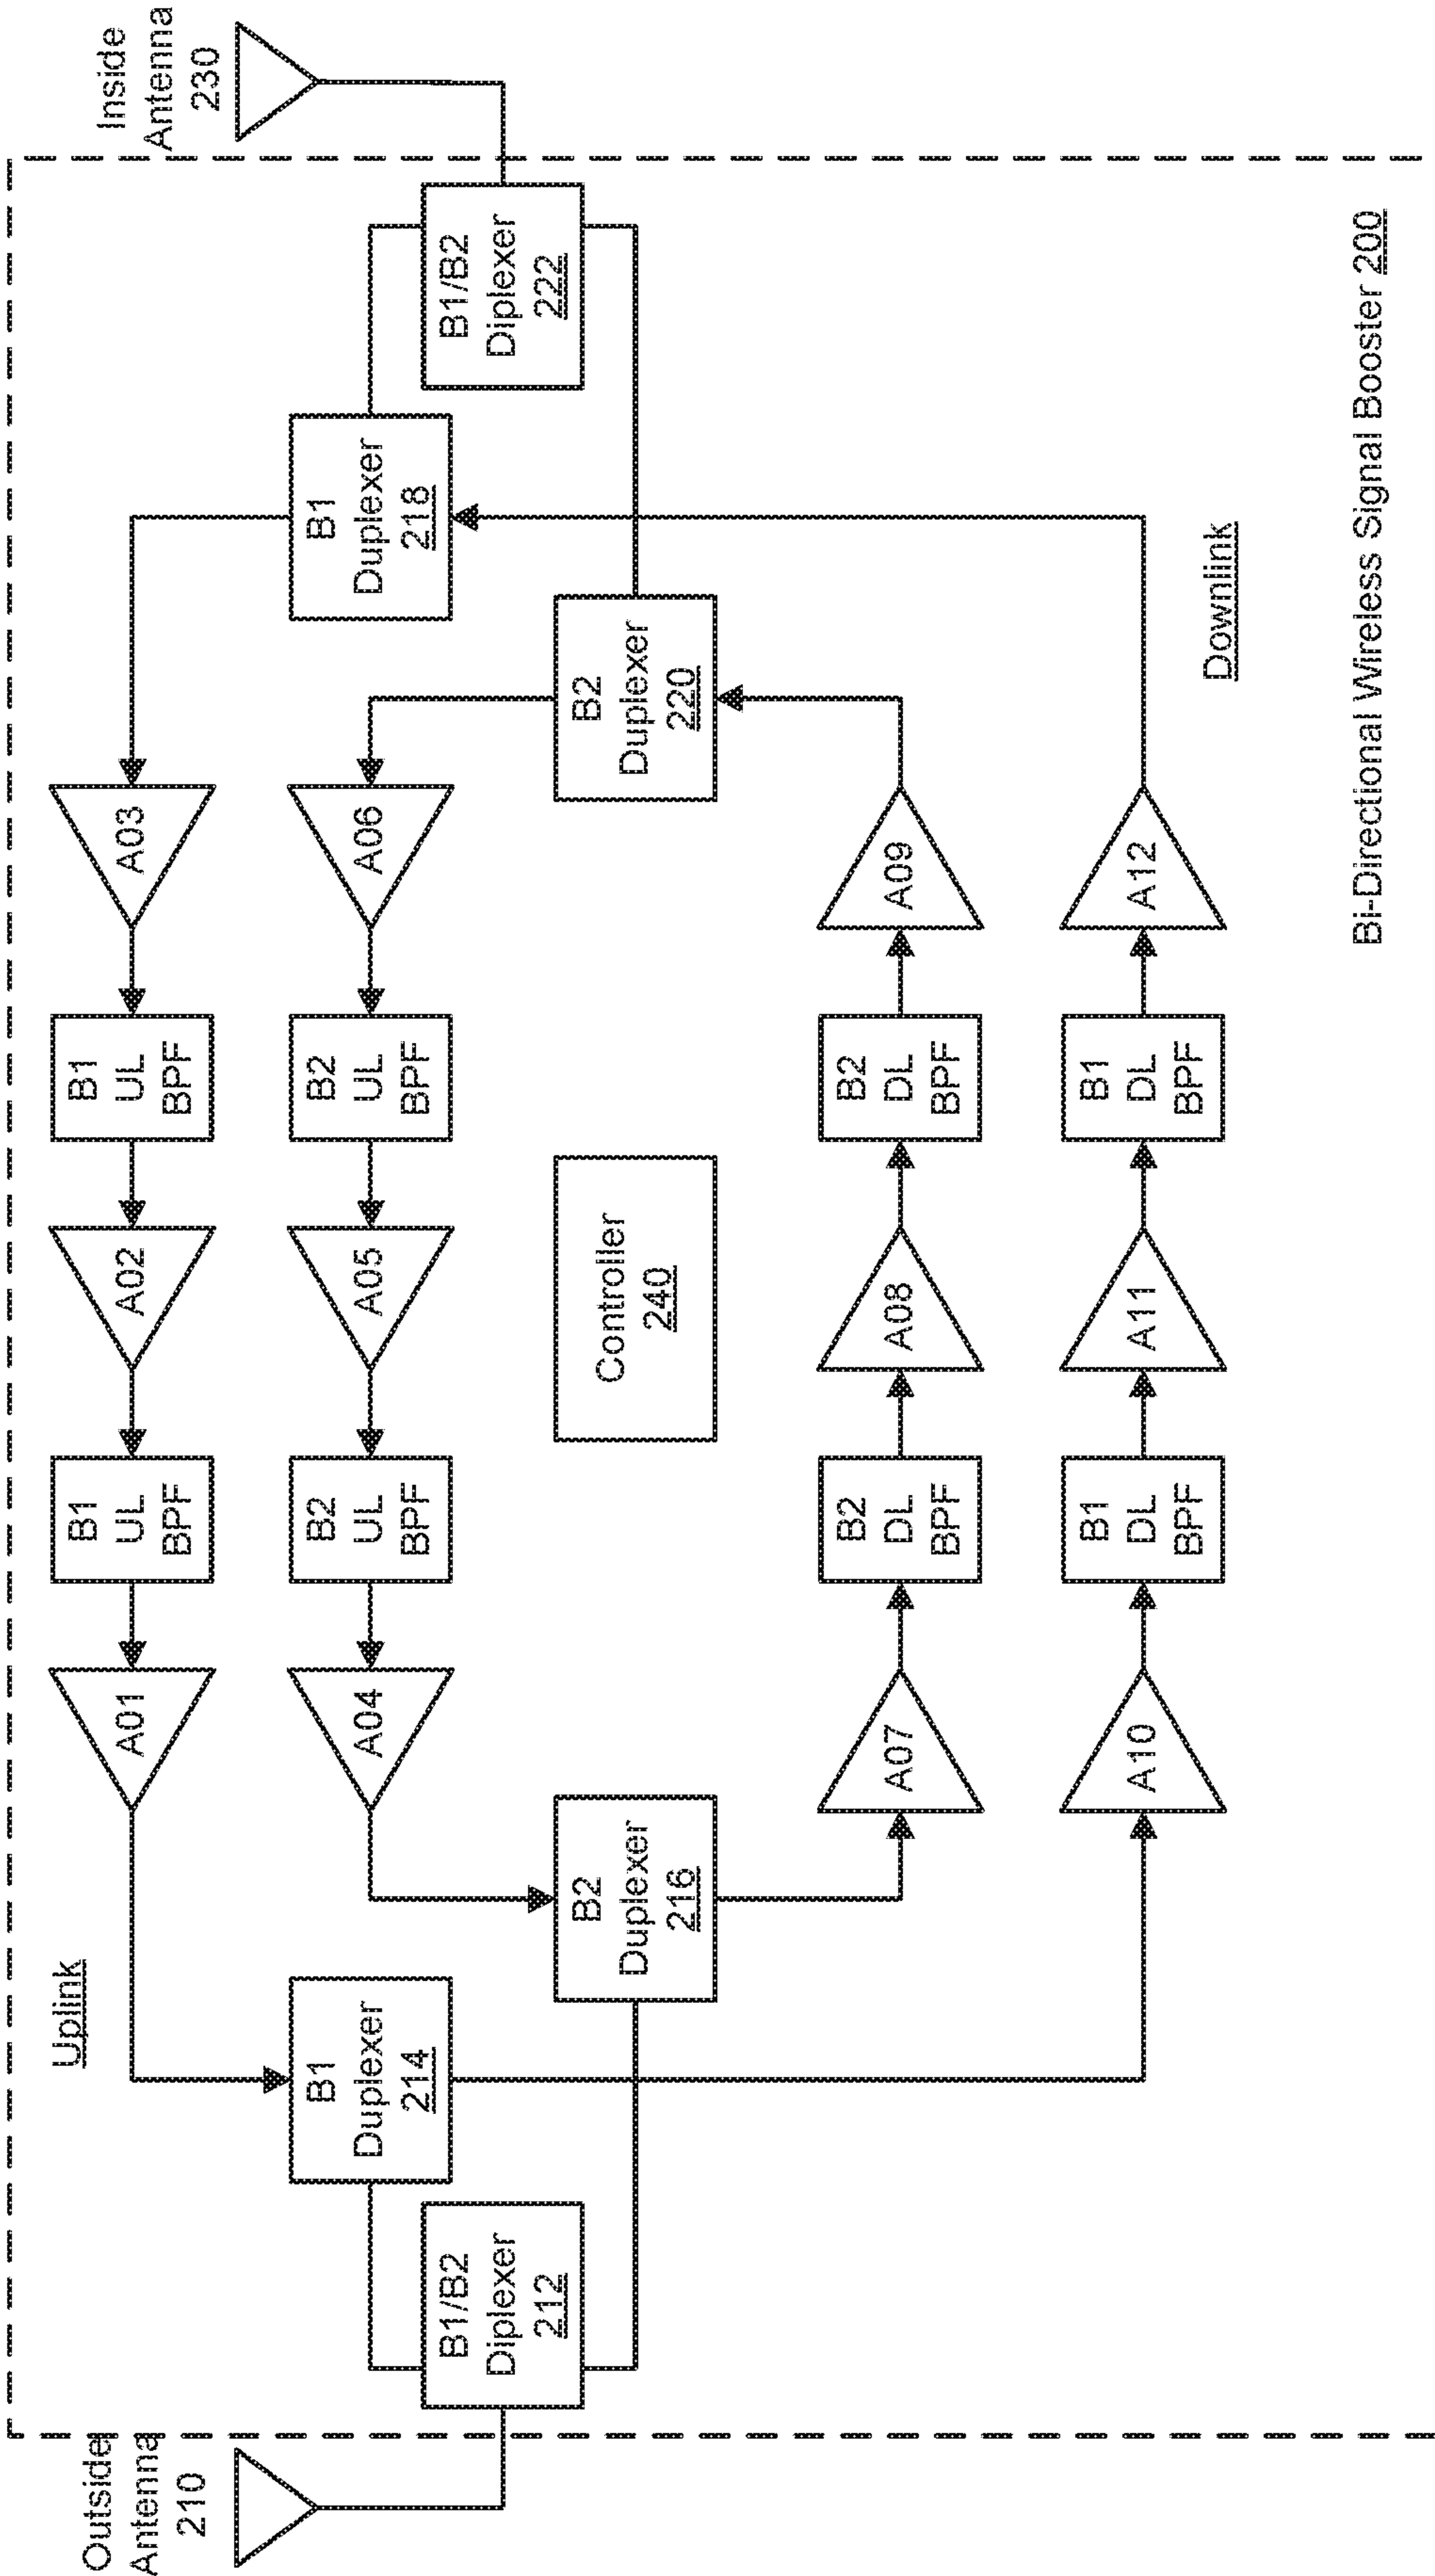 Outside
Antenna
210
Inside
Antenna
230
Uplink
A01
B1
UL
BPF
A02
B1
UL
BPF
A03
A04
B2
UL
BPF
A05
B2
UL
BPF
A06
B1/B2
Diplexer
212
B1
Duplexer
214
B2
Duplexer
216
Controller
240
B2
Duplexer
220
B1
Duplexer
218
B1/B2
Diplexer
222
A07
B2
DL
BPF
A08
B2
DL
BPF
A09
A10
B1
DL
BPF
A11
B1
DL
BPF
A12
Downlink
Bi-Directional Wireless Signal Booster 200